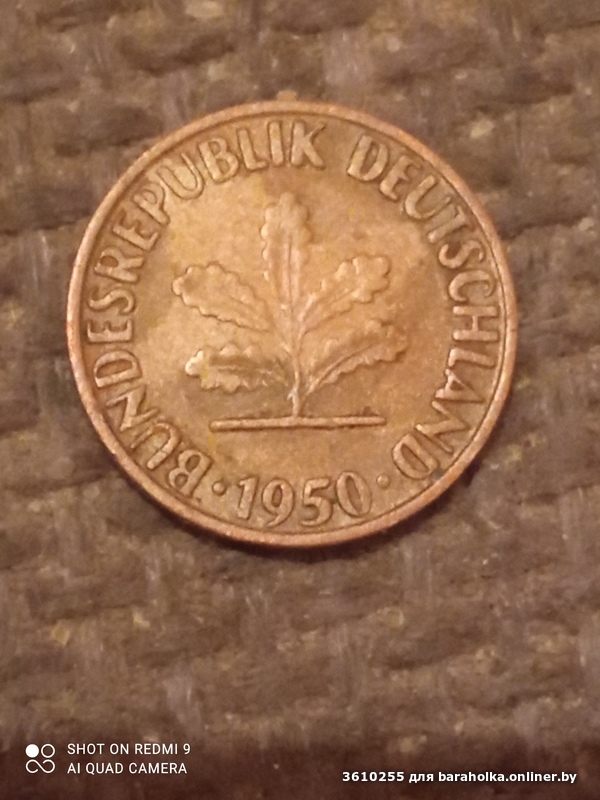 BUNDESREPUBLIK DEUTSCHLAND
· 1950 ·
SHOT ON REDMI 9
AI QUAD CAMERA
3610255 для baraholka.onliner.by